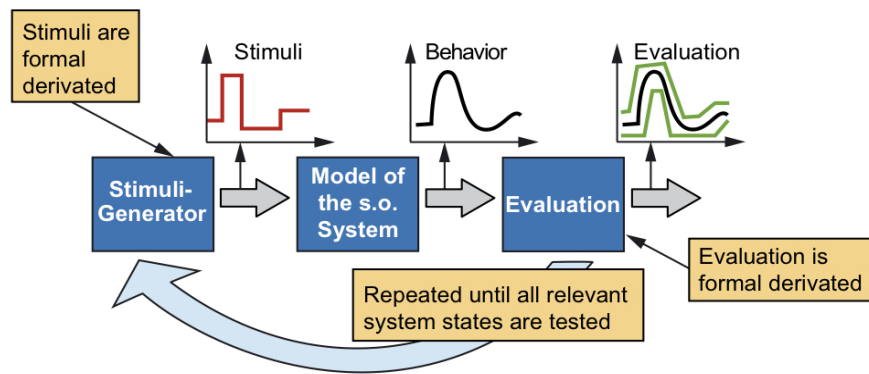 Stimuli are
formal
derivated
Stimuli
Behavior
Evaluation
Stimuli-
Generator
Model of
the s.o.
System
Evaluation
Evaluation is
formal derivated
Repeated until all relevant
system states are tested